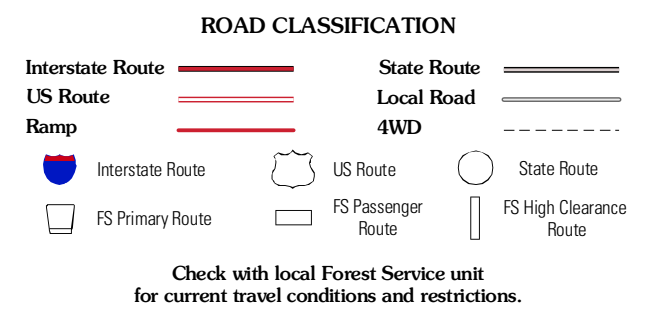 ROAD CLASSIFICATION
Interstate Route
State Route
US Route
Local Road
Ramp
4WD
Interstate Route
US Route
State Route
FS Primary Route
FS Passenger
Route
FS High Clearance
Route
Check with local Forest Service unit
for current travel conditions and restrictions.